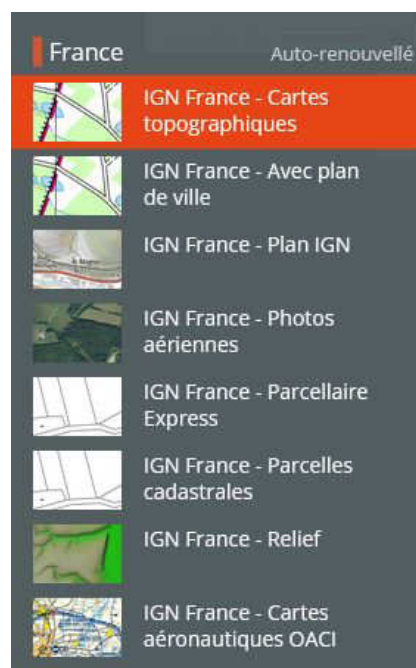 France
Auto-renouvellé
IGN France - Cartes
topographiques
IGN France - Avec plan
de ville
IGN France - Plan IGN
IGN France - Photos
aériennes
IGN France - Parcellaire
Express
IGN France - Parcelles
cadastrales
IGN France - Relief
IGN France - Cartes
aéronautiques OACI